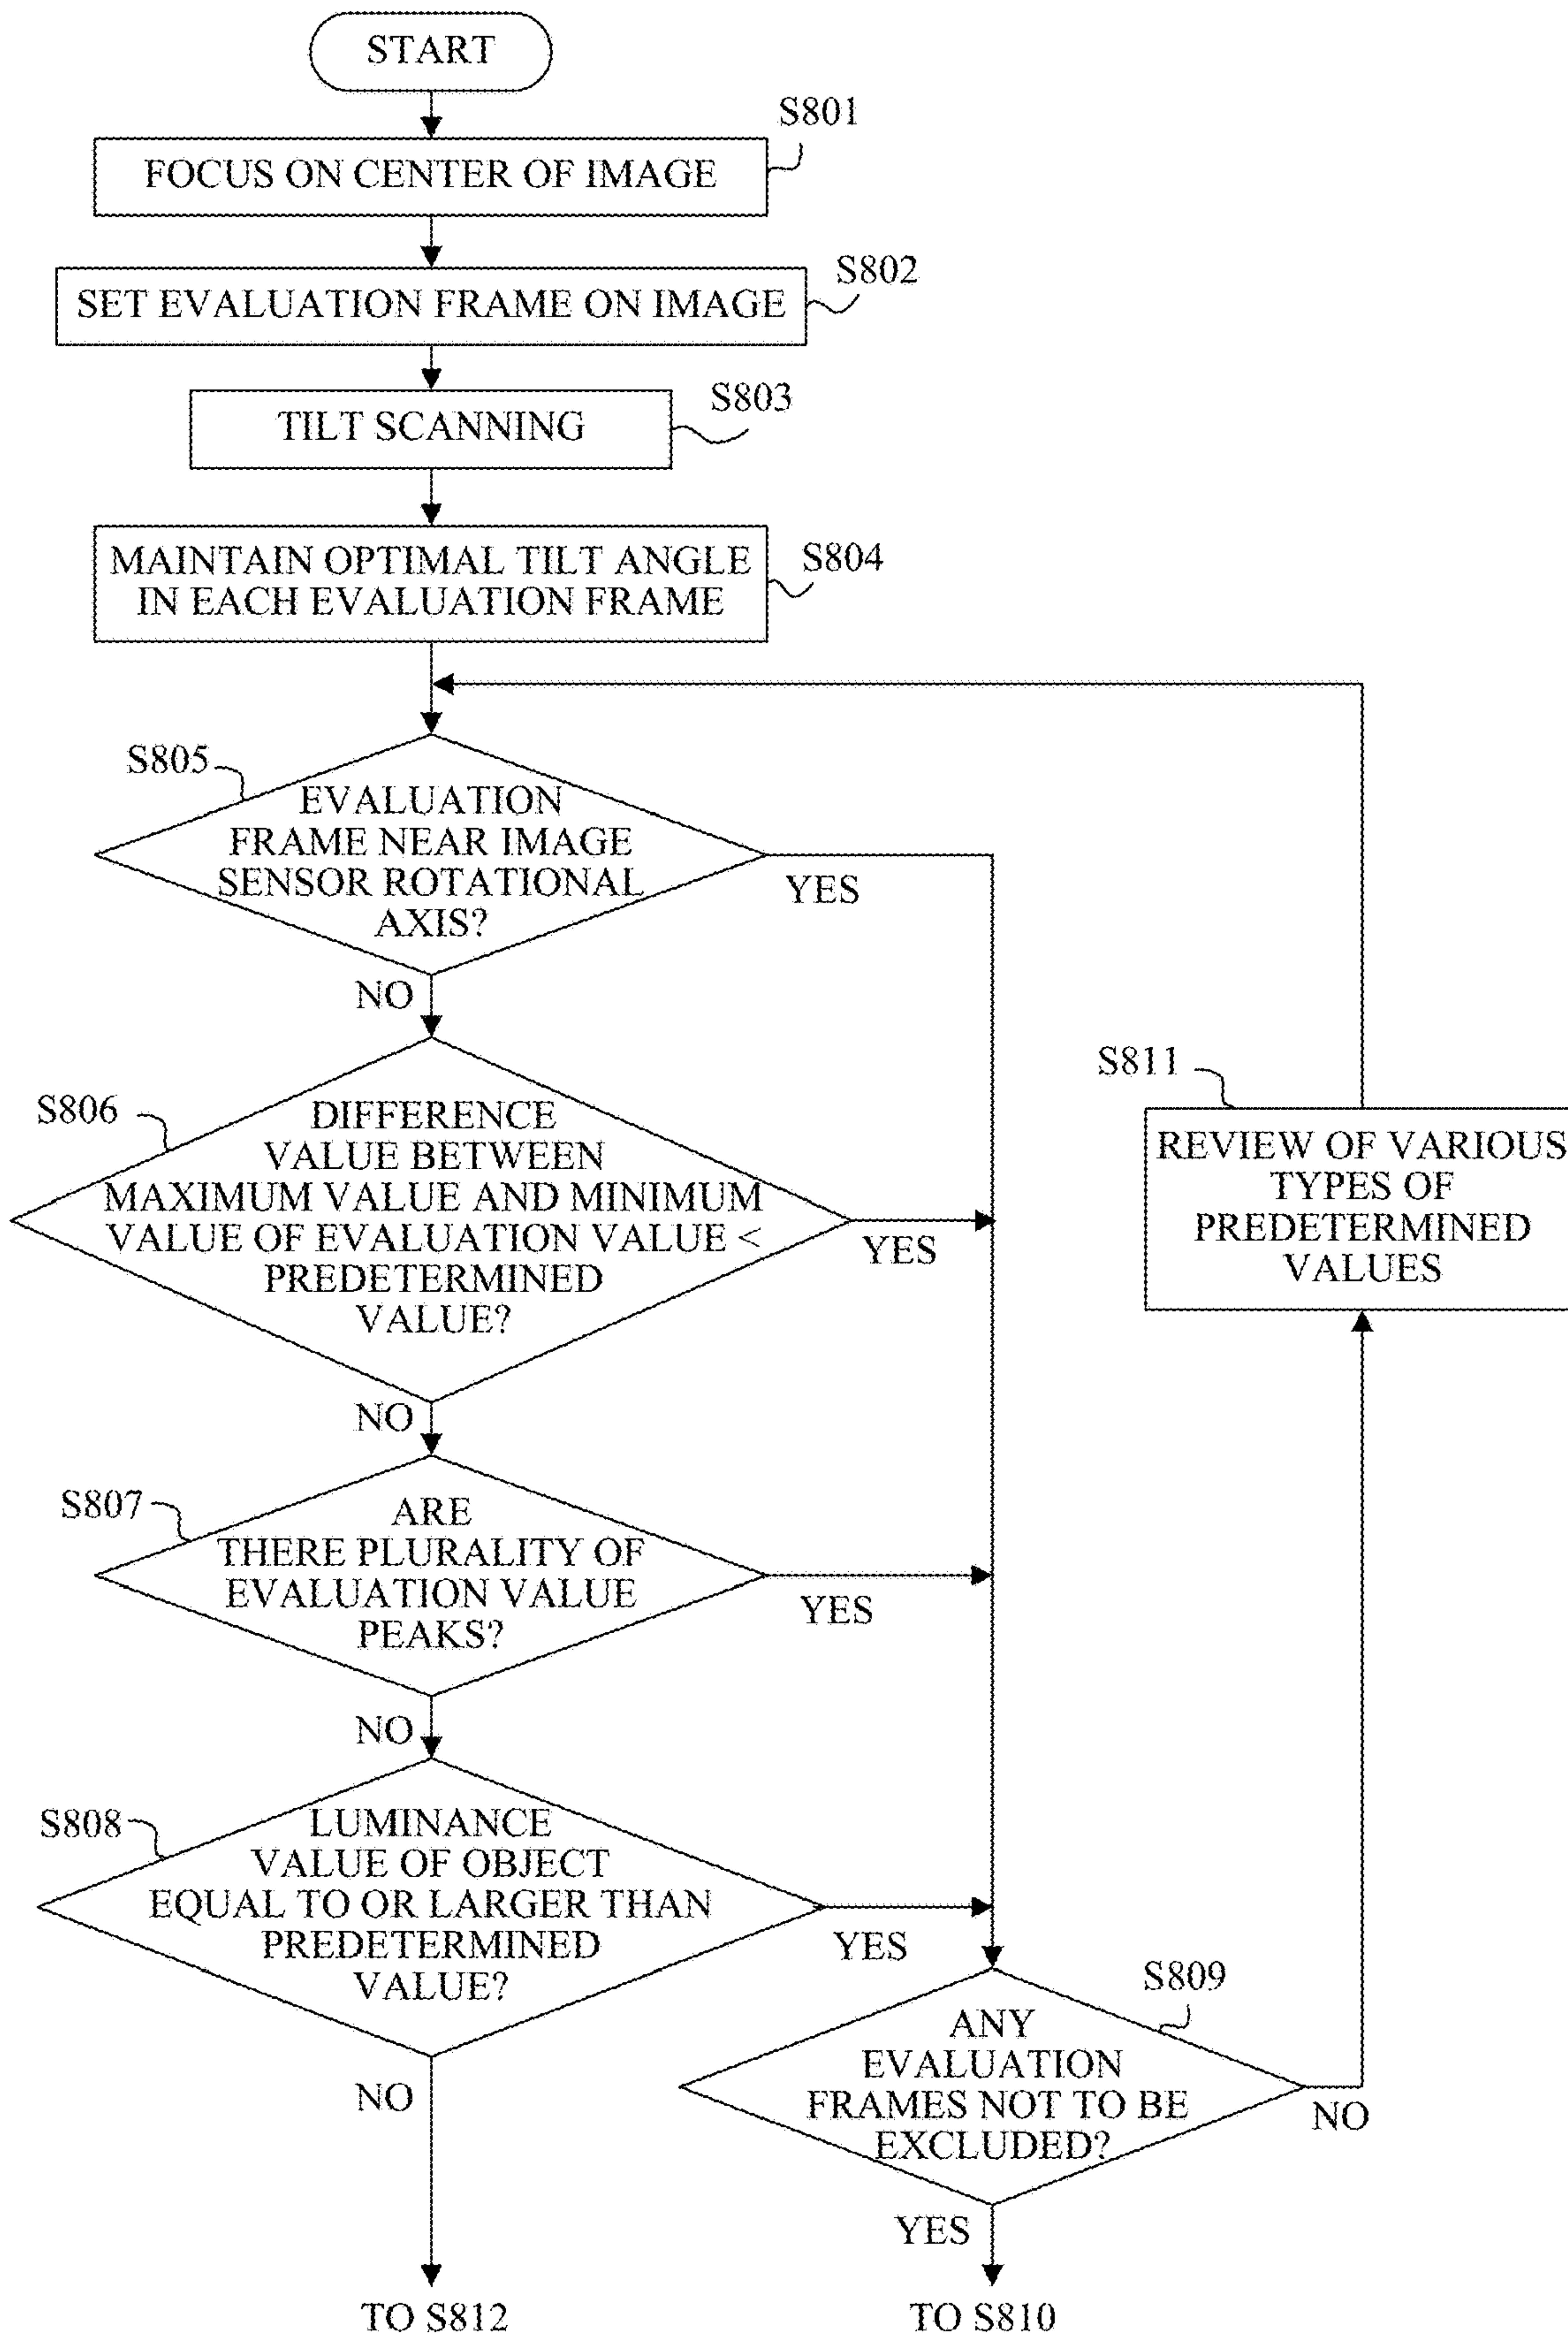 START
S801
FOCUS ON CENTER OF IMAGE
S802
SET EVALUATION FRAME ON IMAGE
S803
TILT SCANNING
S804
MAINTAIN OPTIMAL TILT ANGLE
IN EACH EVALUATION FRAME
S805
EVALUATION
FRAME NEAR IMAGE
SENSOR ROTATIONAL
AXIS?
YES
NO
S806
DIFFERENCE
VALUE BETWEEN
MAXIMUM VALUE AND MINIMUM
VALUE OF EVALUATION VALUE <
PREDETERMINED
VALUE?
YES
NO
S811
REVIEW OF VARIOUS
TYPES OF
PREDETERMINED
VALUES
S807
ARE
THERE PLURALITY OF
EVALUATION VALUE
PEAKS?
YES
NO
S808
LUMINANCE
VALUE OF OBJECT
EQUAL TO OR LARGER THAN
PREDETERMINED
VALUE?
YES
NO
S809
ANY
EVALUATION
FRAMES NOT TO BE
EXCLUDED?
NO
YES
TO S812
TO S810